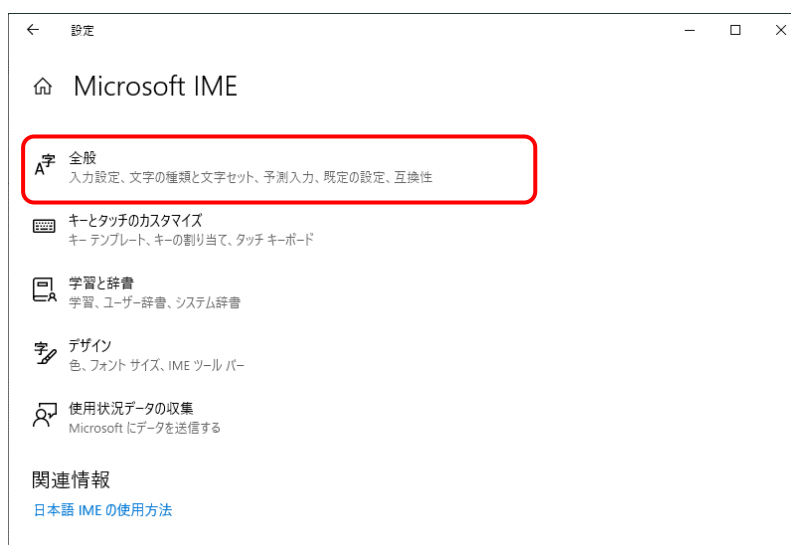 設定
Microsoft IME
全般
入力設定、文字の種類と文字セット、予測入力、既定の設定、互換性
キーとタッチのカスタマイズ
キー テンプレート、キーの割り当て、タッチ キーボード
学習と辞書
学習、ユーザー辞書、システム辞書
デザイン
色、フォント サイズ、IME ツール バー
使用状況データの収集
Microsoft にデータを送信する
関連情報
日本語 IME の使用方法